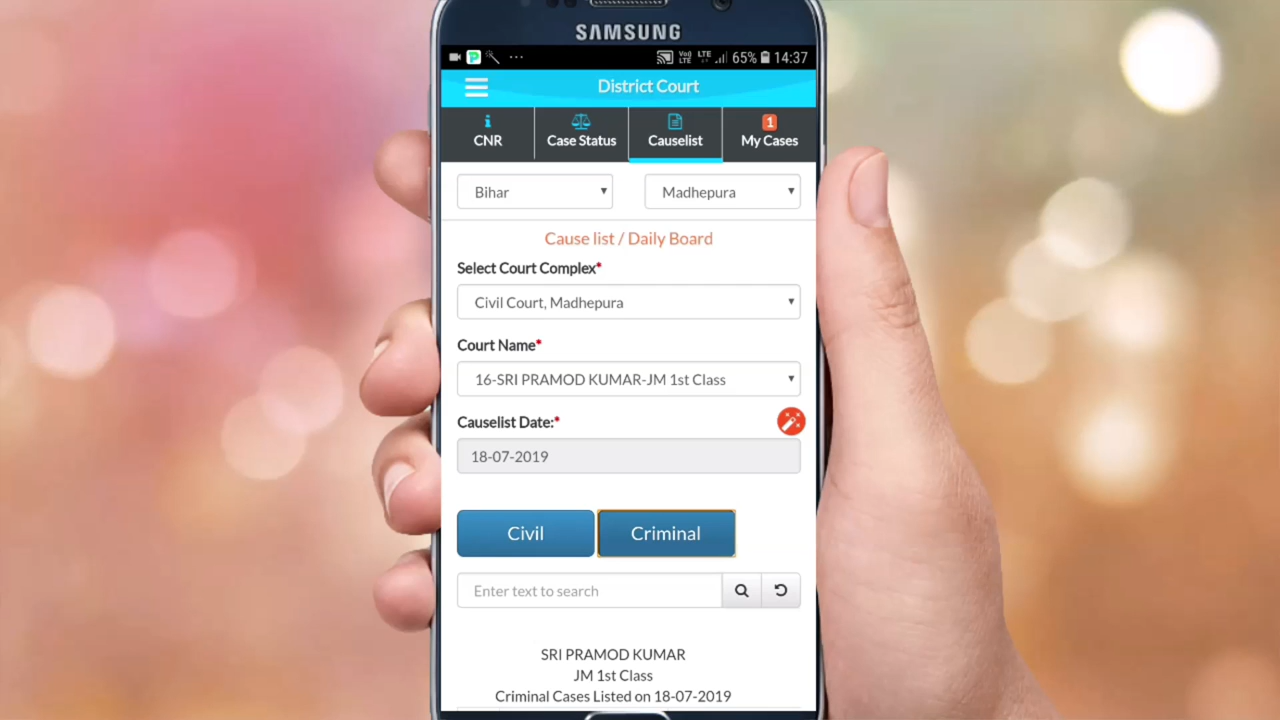 SAMSUNG
... Vo)) LTE LTE 65% 14:37
District Court
CNR
Case Status
Causelist
1
My Cases
Bihar
Madhepura
Cause list / Daily Board
Select Court Complex*
Civil Court, Madhepura
Court Name*
16-SRI PRAMOD KUMAR-JM 1st Class
Causelist Date:*
18-07-2019
Civil
Criminal
Enter text to search
SRI PRAMOD KUMAR
JM 1st Class
Criminal Cases Listed on 18-07-2019